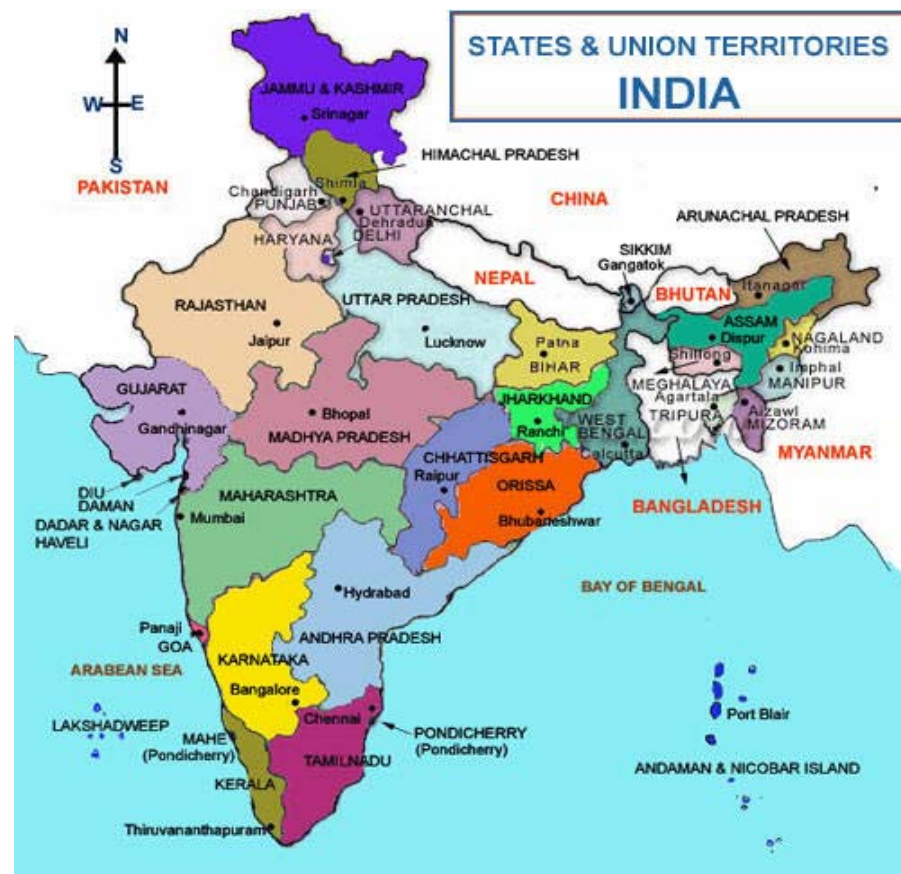 STATES & UNION TERRITORIES
INDIA
N
W E
S
JAMMU & KASHMIR
Srinagar
HIMACHAL PRADESH
PAKISTAN
Chandigarh
Shimla
PUNJAB
CHINA
UTTARANCHAL
Dehradun
ARUNACHAL PRADESH
HARYANA
DELHI
SIKKIM
Gangatok
NEPAL
BHUTAN
Itanagar
RAJASTHAN
UTTAR PRADESH
ASSAM
Dispur
NAGALAND
Kohima
Jaipur
Lucknow
Patna
BIHAR
Shillong
Imphal
MANIPUR
GUJARAT
Gandhinagar
Bhopal
MADHYA PRADESH
JHARKHAND
Ranchi
MEGHALAYA
Agartala
TRIPURA
Aizawl
MIZORAM
WEST
BENGAL
Calcutta
MYANMAR
CHHATTISGARH
Raipur
DIU
DAMAN
DADAR & NAGAR
HAVELI
MAHARASHTRA
Mumbai
ORISSA
Bhubaneshwar
BANGLADESH
BAY OF BENGAL
Hydrabad
Panaji
GOA
ANDHRA PRADESH
KARNATAKA
ARABEAN SEA
Bangalore
LAKSHADWEEP
Chennai
Port Blair
MAHE
(Pondicherry)
PONDICHERRY
(Pondicherry)
TAMILNADU
ANDAMAN & NICOBAR ISLAND
KERALA
Thiruvananthapuram